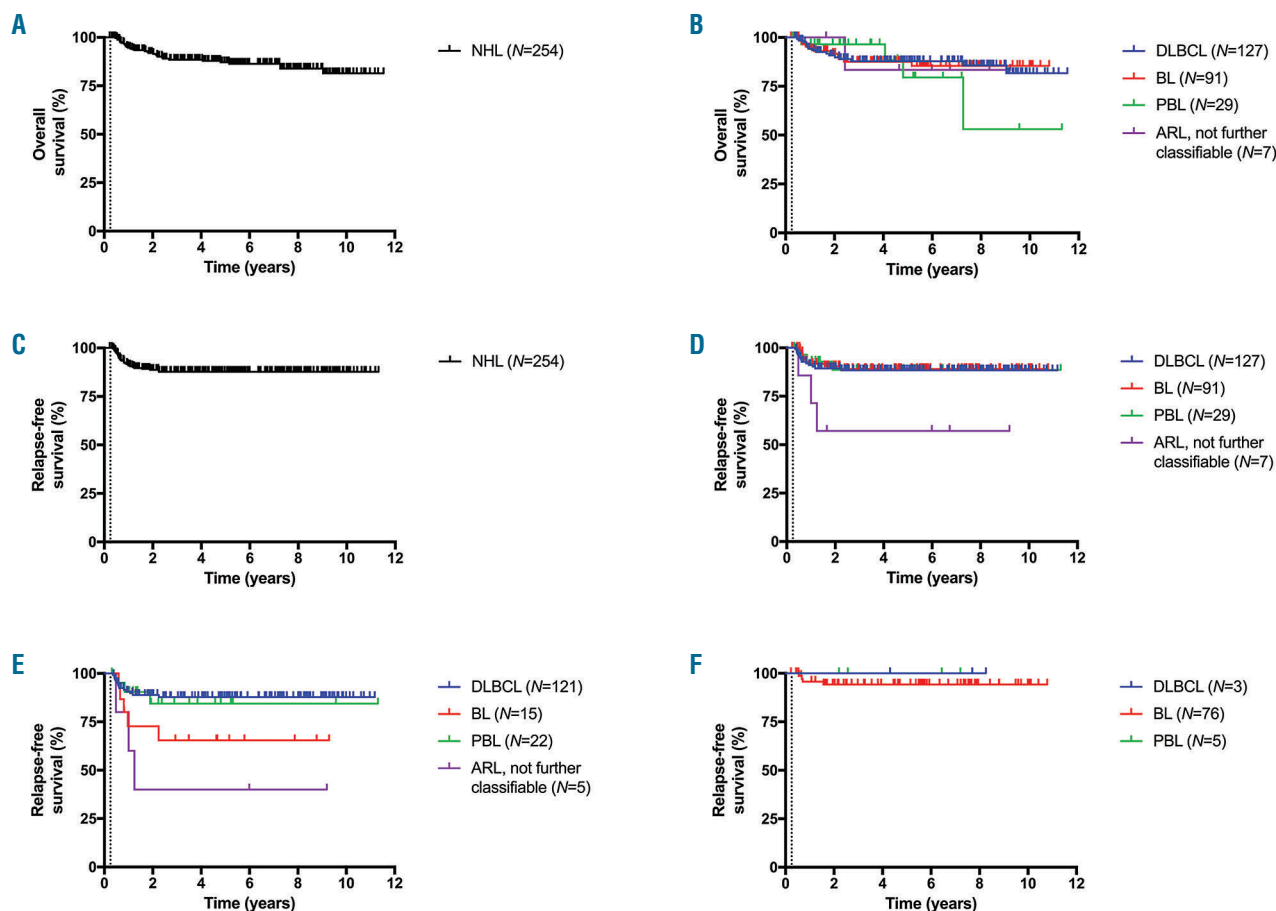 A
100
75
50
25
0
0 2 4 6 8 10 12
Overall
survival (%)
Time (years)
NHL (N=254)
B
100
75
50
25
0
0 2 4 6 8 10 12
Overall
survival (%)
Time (years)
DLBCL (N=127)
BL (N=91)
PBL (N=29)
ARL, not further
classifiable (N=7)
C
100
75
50
25
0
0 2 4 6 8 10 12
Relapse-free
survival (%)
Time (years)
NHL (N=254)
D
100
75
50
25
0
0 2 4 6 8 10 12
Relapse-free
survival (%)
Time (years)
DLBCL (N=127)
BL (N=91)
PBL (N=29)
ARL, not further
classifiable (N=7)
E
100
75
50
25
0
0 2 4 6 8 10 12
Relapse-free
survival (%)
Time (years)
DLBCL (N=121)
BL (N=15)
PBL (N=22)
ARL, not further
classifiable (N=5)
F
100
75
50
25
0
0 2 4 6 8 10 12
Relapse-free
survival (%)
Time (years)
DLBCL (N=3)
BL (N=76)
PBL (N=5)